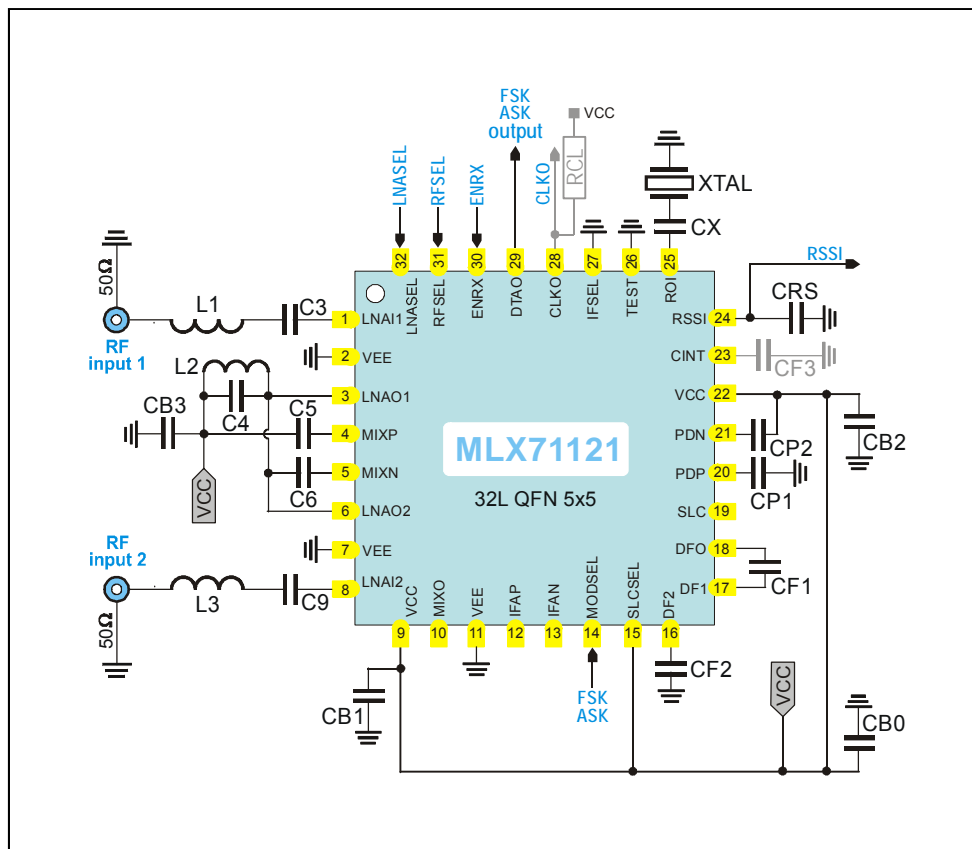 FSK
ASK
output
VCC
LNASEL
RFSEL
ENRX
CLKO
RCL
XTAL
CX
RSSI
50Ω
32
31
30
29
28
27
26
25
LNASEL
RFSEL
ENRX
DTAO
CLKO
IFSEL
TEST
ROI
L1
C3
1
LNAI1
RF
input 1
RSSI
24
CRS
2
VEE
CINT
23
CF3
L2
3
LNAO1
VCC
22
CB3
C4
C5
4
MIXP
PDN
21
CP2
CB2
MLX71121
5
MIXN
PDP
20
CP1
C6
VCC
32L QFN 5x5
6
LNAO2
SLC
19
RF
input 2
7
VEE
DFO
18
L3
C9
8
LNAI2
DF1
17
CF1
50Ω
VCC
MIXO
VEE
IFAP
IFAN
MODSEL
SLCSEL
DF2
9
10
11
12
13
14
15
16
CB1
FSK
ASK
CF2
VCC
CB0